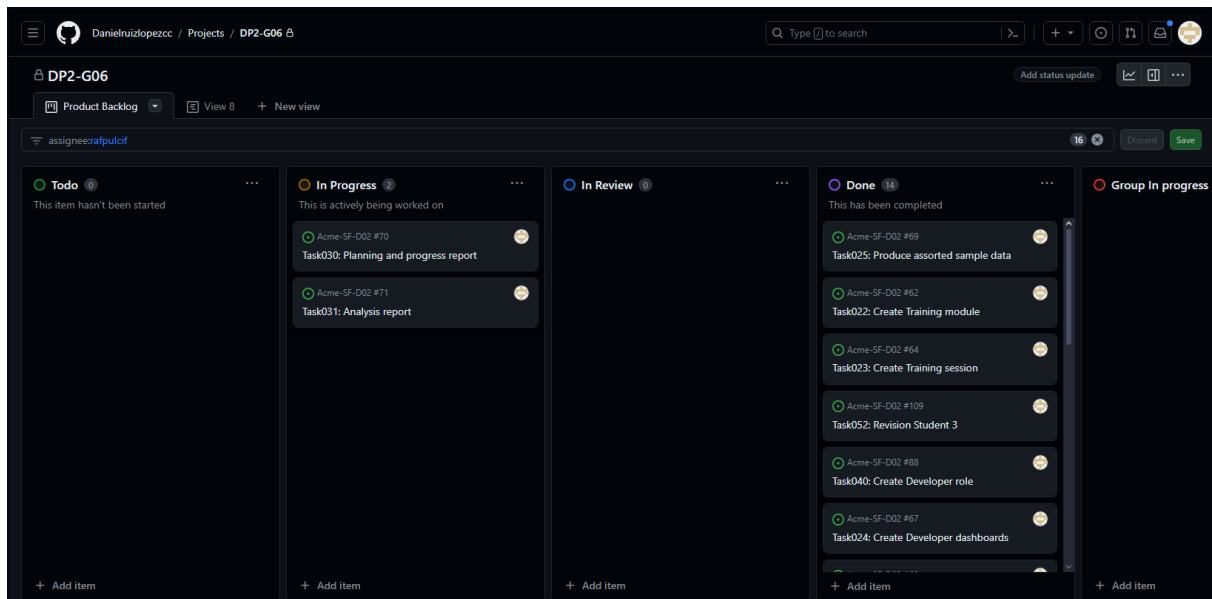 Danielruizlopezcc / Projects / DP2-G06
Type / to search
DP2-G06
Add status update
Product Backlog
View 8
+ New view
assignee:rafpulcif
16
Discard
Save
Todo 0
This item hasn't been started
+ Add item
In Progress 2
This is actively being worked on
Acme-SF-D02 #70
Task030: Planning and progress report
Acme-SF-D02 #71
Task031: Analysis report
+ Add item
In Review 0
+ Add item
Done 14
This has been completed
Acme-SF-D02 #69
Task025: Produce assorted sample data
Acme-SF-D02 #62
Task022: Create Training module
Acme-SF-D02 #64
Task023: Create Training session
Acme-SF-D02 #109
Task052: Revision Student 3
Acme-SF-D02 #88
Task040: Create Developer role
Acme-SF-D02 #67
Task024: Create Developer dashboards
+ Add item
Group In progress
+ Add item